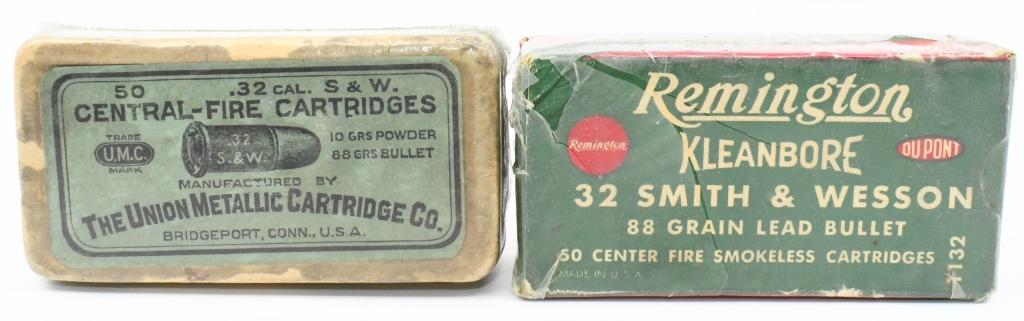 50 .32 CAL. S & W.
CENTRAL-FIRE CARTRIDGES
TRADE
U.M.C.
MARK
.32
S.&W.
10 GRS POWDER
88 GRS BULLET
MANUFACTURED BY
THE UNION METALLIC CARTRIDGE CO.
BRIDGEPORT, CONN., U.S.A.
Remington
Remington
KLEANBORE
DU PONT
32 SMITH & WESSON
88 GRAIN LEAD BULLET
50 CENTER FIRE SMOKELESS CARTRIDGES
MADE IN U.S.A.
T132